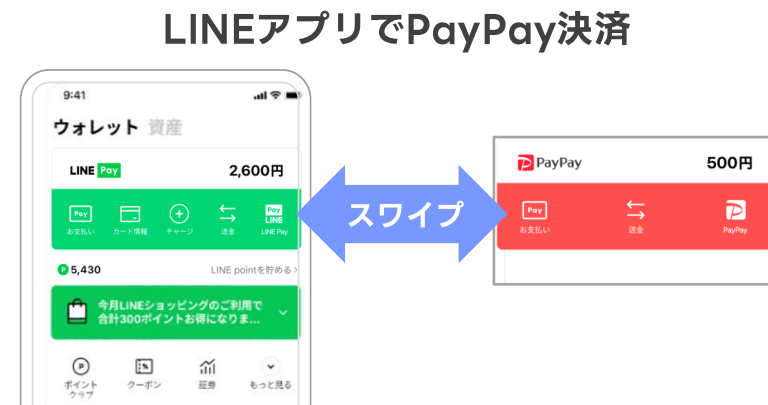 LINEアプリでPayPay決済
9:41
ウォレット 資産
LINE Pay 2,600円
Pay Pay LINE
お支払い カード情報 チャージ 送金 LINE Pay
P 5,430 LINE pointを貯める
今月LINEショッピングのご利用で
合計300ポイントお得になりま...
P %
ポイント
クラブ クーポン 証券 もっと見る
スワイプ
P PayPay 500円
Pay P
お支払い 送金 PayPay